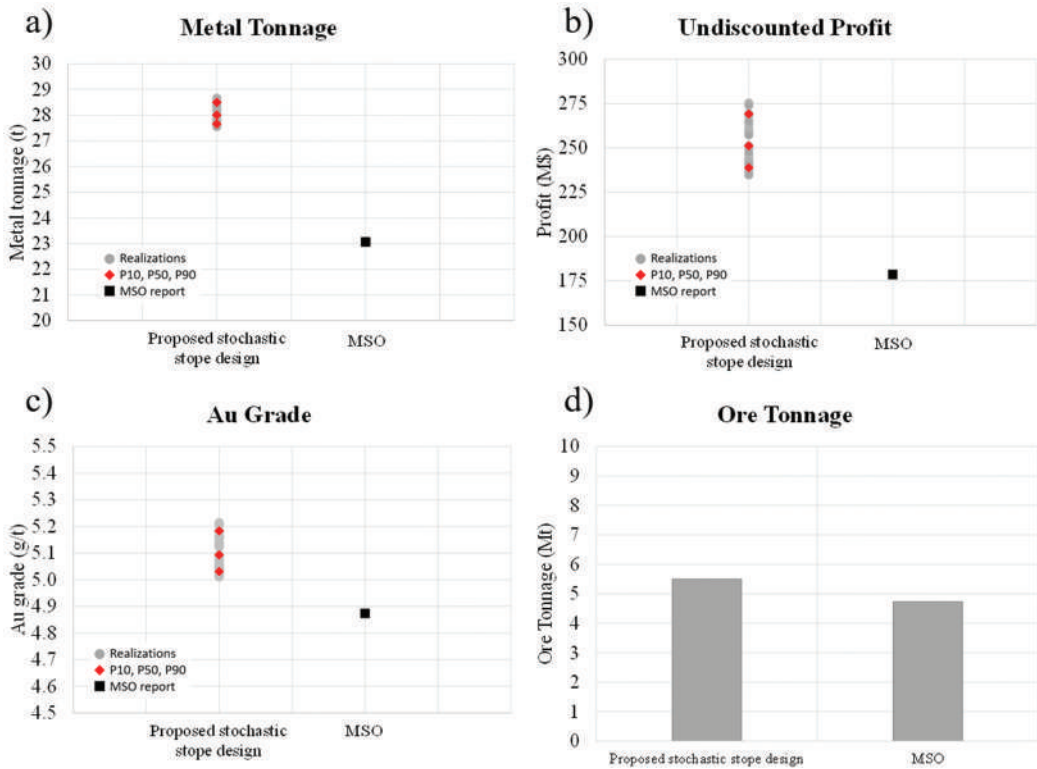 a)
Metal Tonnage
Metal tonnage (t)
30
29
28
27
26
25
24
23
22
21
20
Realizations
P10, P50, P90
MSO report
Proposed stochastic
stope design
MSO
b)
Undiscounted Profit
Profit (M$)
300
275
250
225
200
175
150
Realizations
P10, P50, P90
MSO report
Proposed stochastic
stope design
MSO
c)
Au Grade
Au grade (g/t)
5.5
5.4
5.3
5.2
5.1
5.0
4.9
4.8
4.7
4.6
4.5
Realizations
P10, P50, P90
MSO report
Proposed stochastic
stope design
MSO
d)
Ore Tonnage
Ore Tonnage (Mt)
10
9
8
7
6
5
4
3
2
1
0
Proposed stochastic stope design
MSO